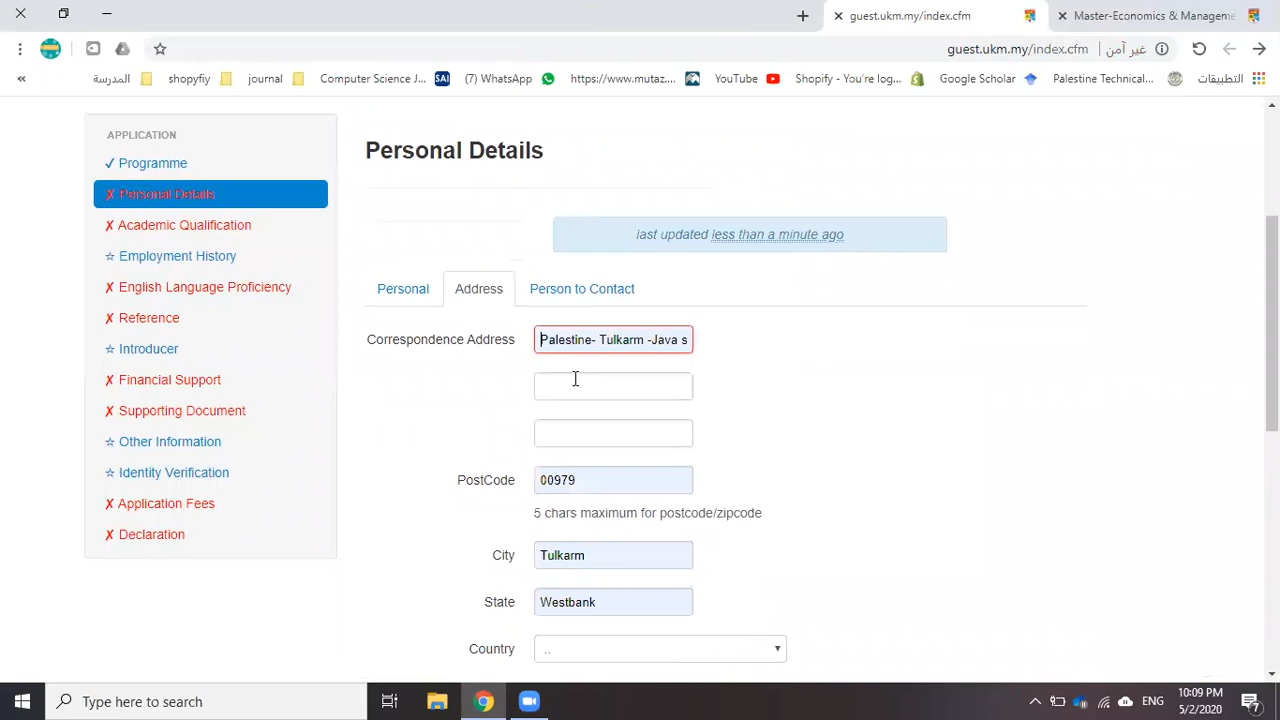 guest.ukm.my/index.cfm
Master-Economics & Manageme
guest.ukm.my/index.cfm
غير آمن
المدرسة
shopyfiy
journal
Computer Science J...
SAI
(7) WhatsApp
https://www.mutaz....
YouTube
Shopify - You're log...
Google Scholar
Palestine Technical...
التطبيقات
APPLICATION
✓ Programme
✗ Personal Details
✗ Academic Qualification
☆ Employment History
✗ English Language Proficiency
✗ Reference
☆ Introducer
✗ Financial Support
✗ Supporting Document
☆ Other Information
☆ Identity Verification
✗ Application Fees
✗ Declaration
Personal Details
last updated less than a minute ago
Personal
Address
Person to Contact
Correspondence Address
Palestine- Tulkarm -Java s
PostCode
00979
5 chars maximum for postcode/zipcode
City
Tulkarm
State
Westbank
Country
..
Type here to search
ENG
10:09 PM
5/2/2020
7